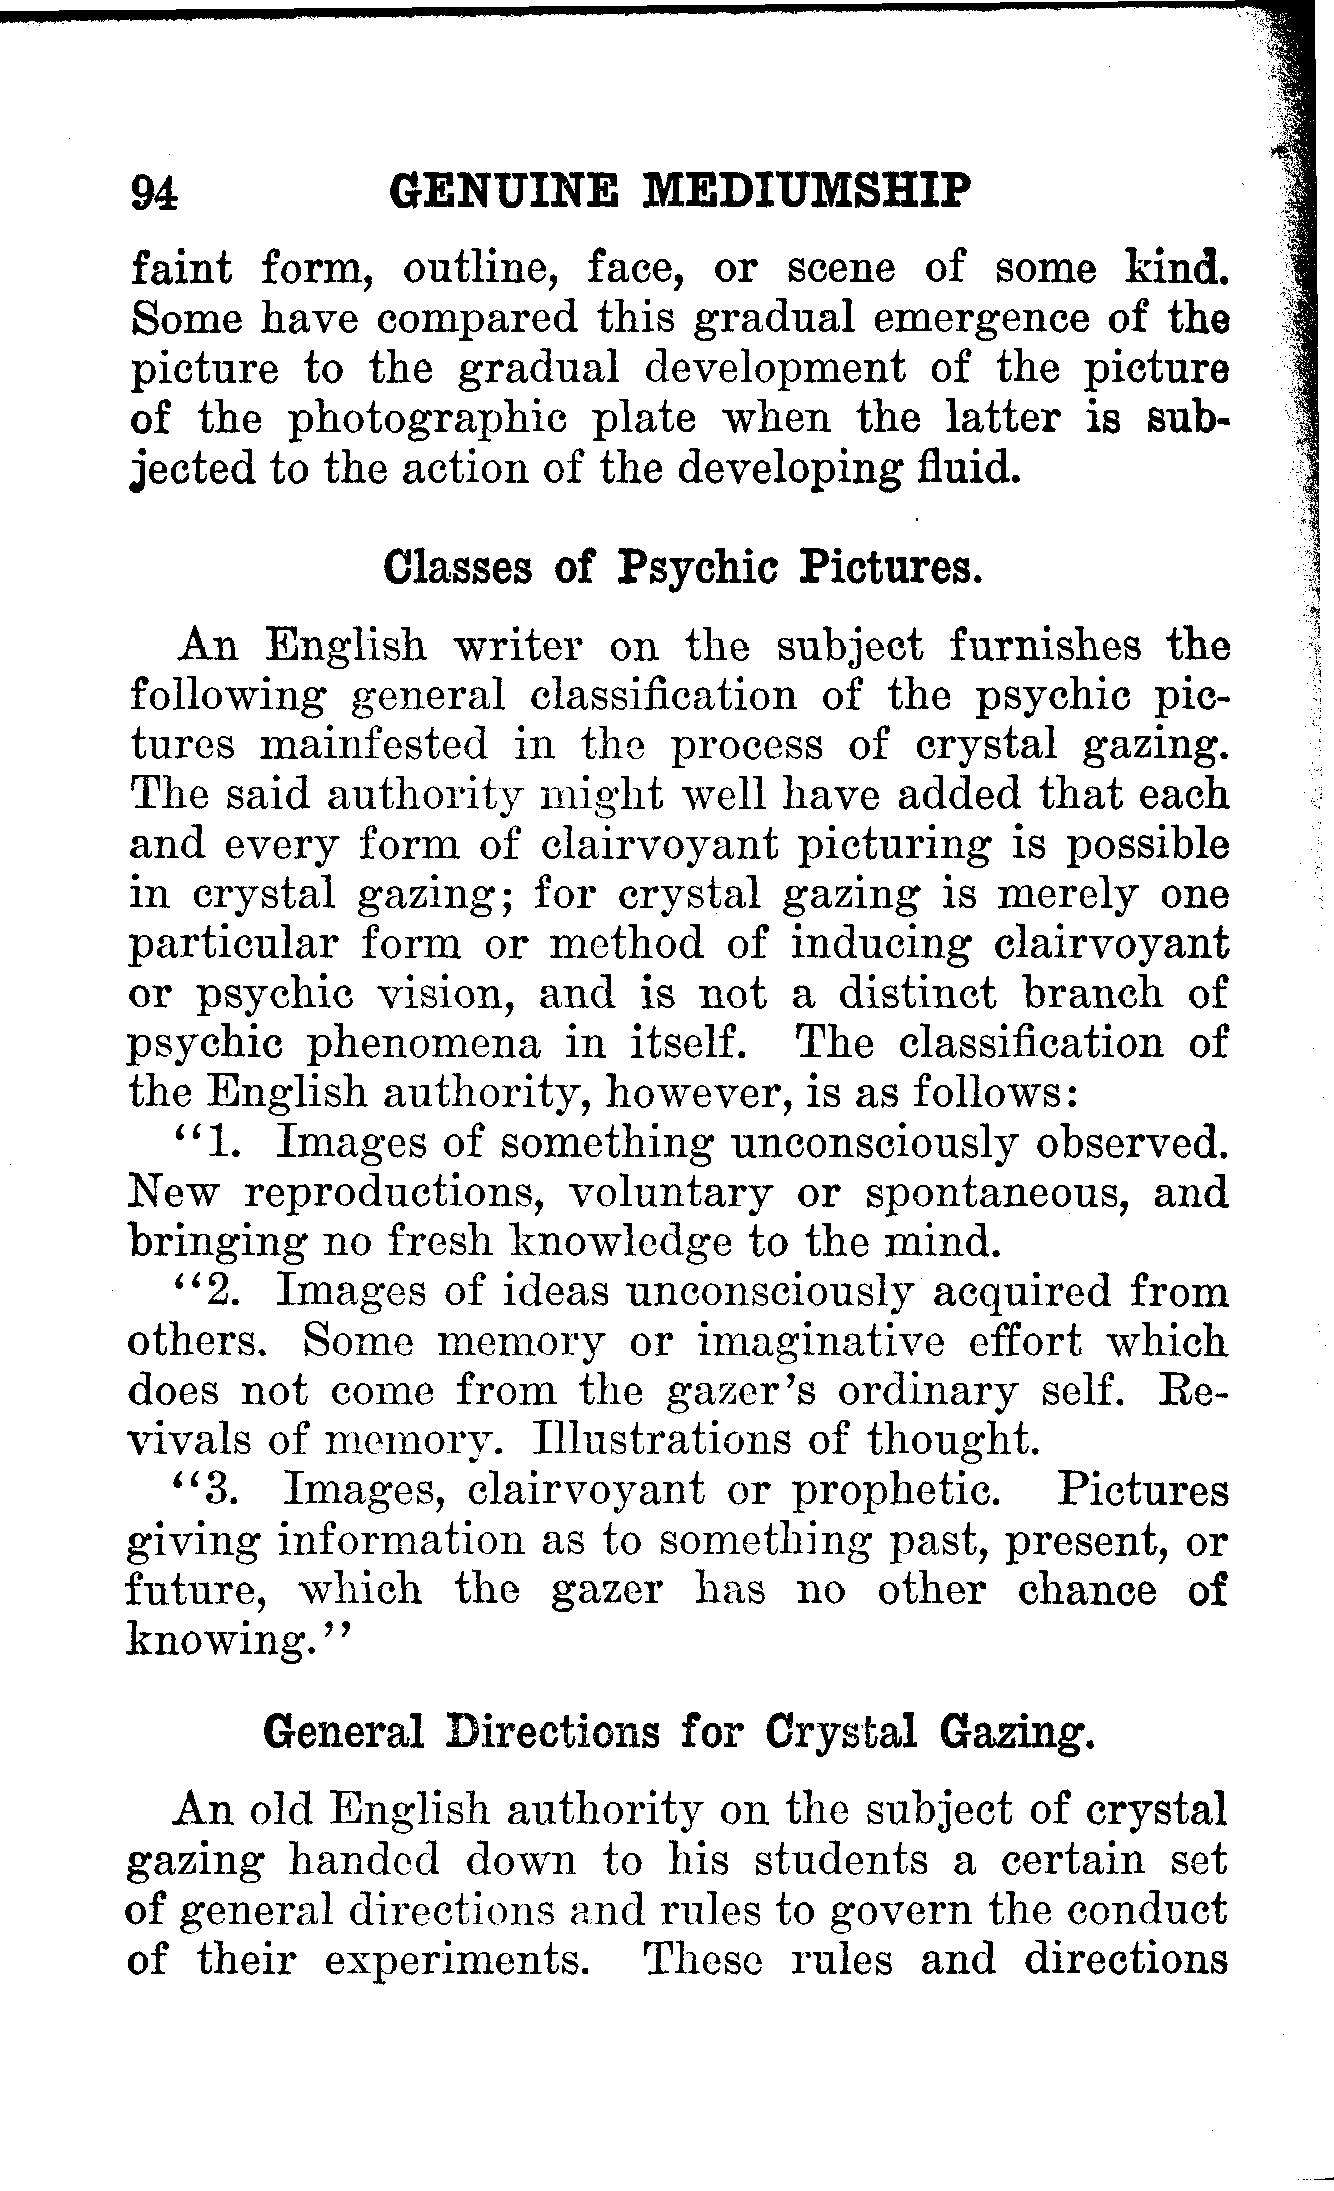 94 GENUINE MEDIUMSHIP
faint form, outline, face, or scene of some kind.
Some have compared this gradual emergence of the
picture to the gradual development of the picture
of the photographic plate when the latter is sub-
jected to the action of the developing fluid.
Classes of Psychic Pictures.
An English writer on the subject furnishes the
following general classification of the psychic pic-
tures mainfested in the process of crystal gazing.
The said authority might well have added that each
and every form of clairvoyant picturing is possible
in crystal gazing; for crystal gazing is merely one
particular form or method of inducing clairvoyant
or psychic vision, and is not a distinct branch of
psychic phenomena in itself. The classification of
the English authority, however, is as follows:
“1. Images of something unconsciously observed.
New reproductions, voluntary or spontaneous, and
bringing no fresh knowledge to the mind.
“2. Images of ideas unconsciously acquired from
others. Some memory or imaginative effort which
does not come from the gazer’s ordinary self. Re-
vivals of memory. Illustrations of thought.
“3. Images, clairvoyant or prophetic. Pictures
giving information as to something past, present, or
future, which the gazer has no other chance of
knowing.”
General Directions for Crystal Gazing.
An old English authority on the subject of crystal
gazing handed down to his students a certain set
of general directions and rules to govern the conduct
of their experiments. These rules and directions